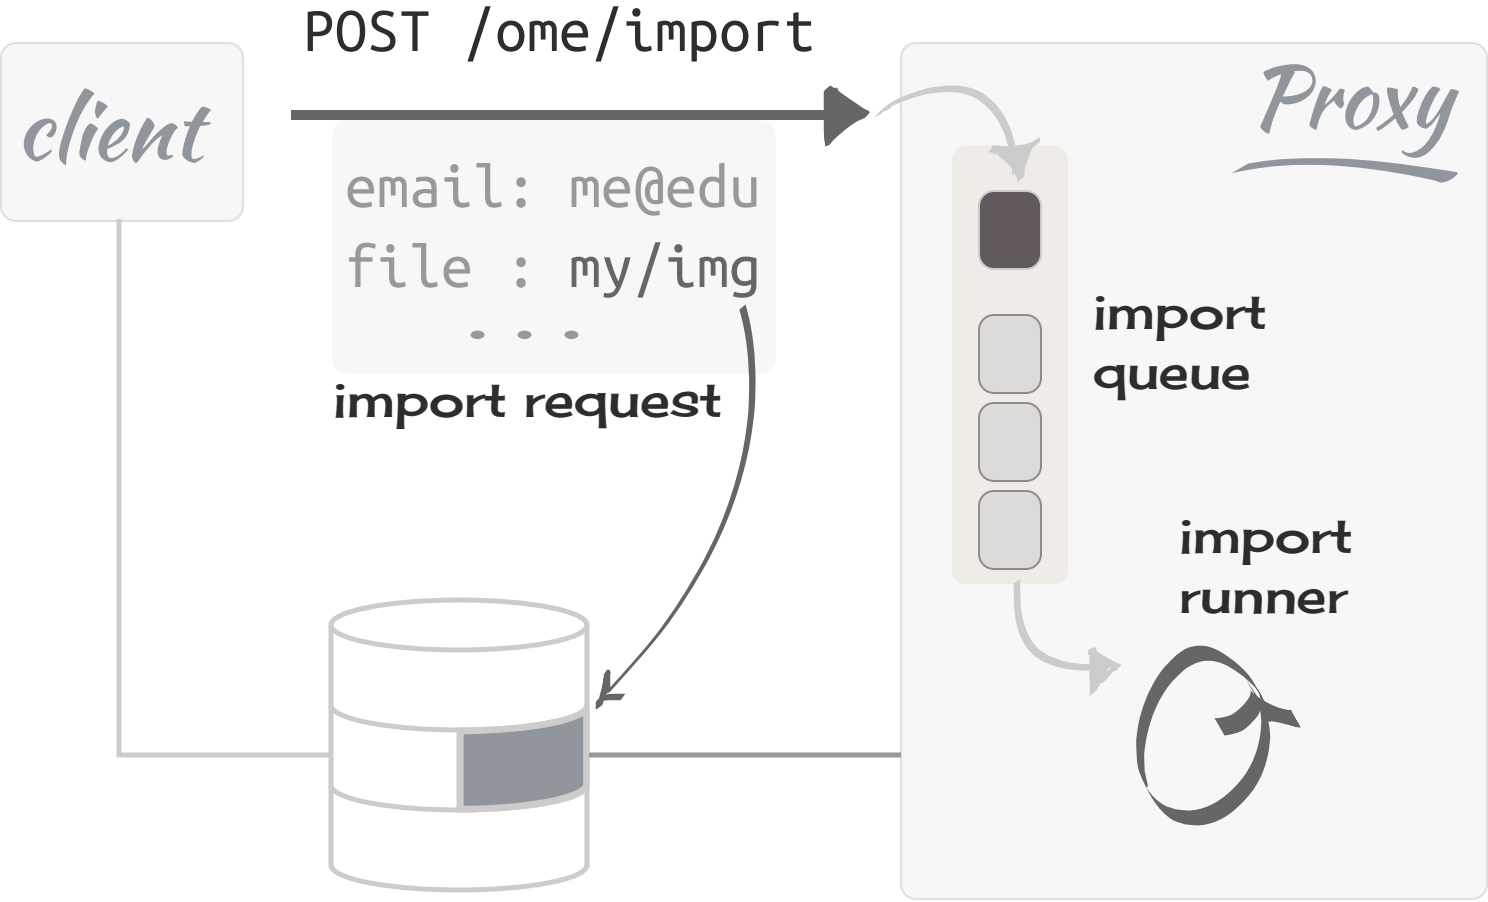 POST /ome/import
client
Proxy
email: me@edu
file : my/img
...
import request
import
queue
import
runner